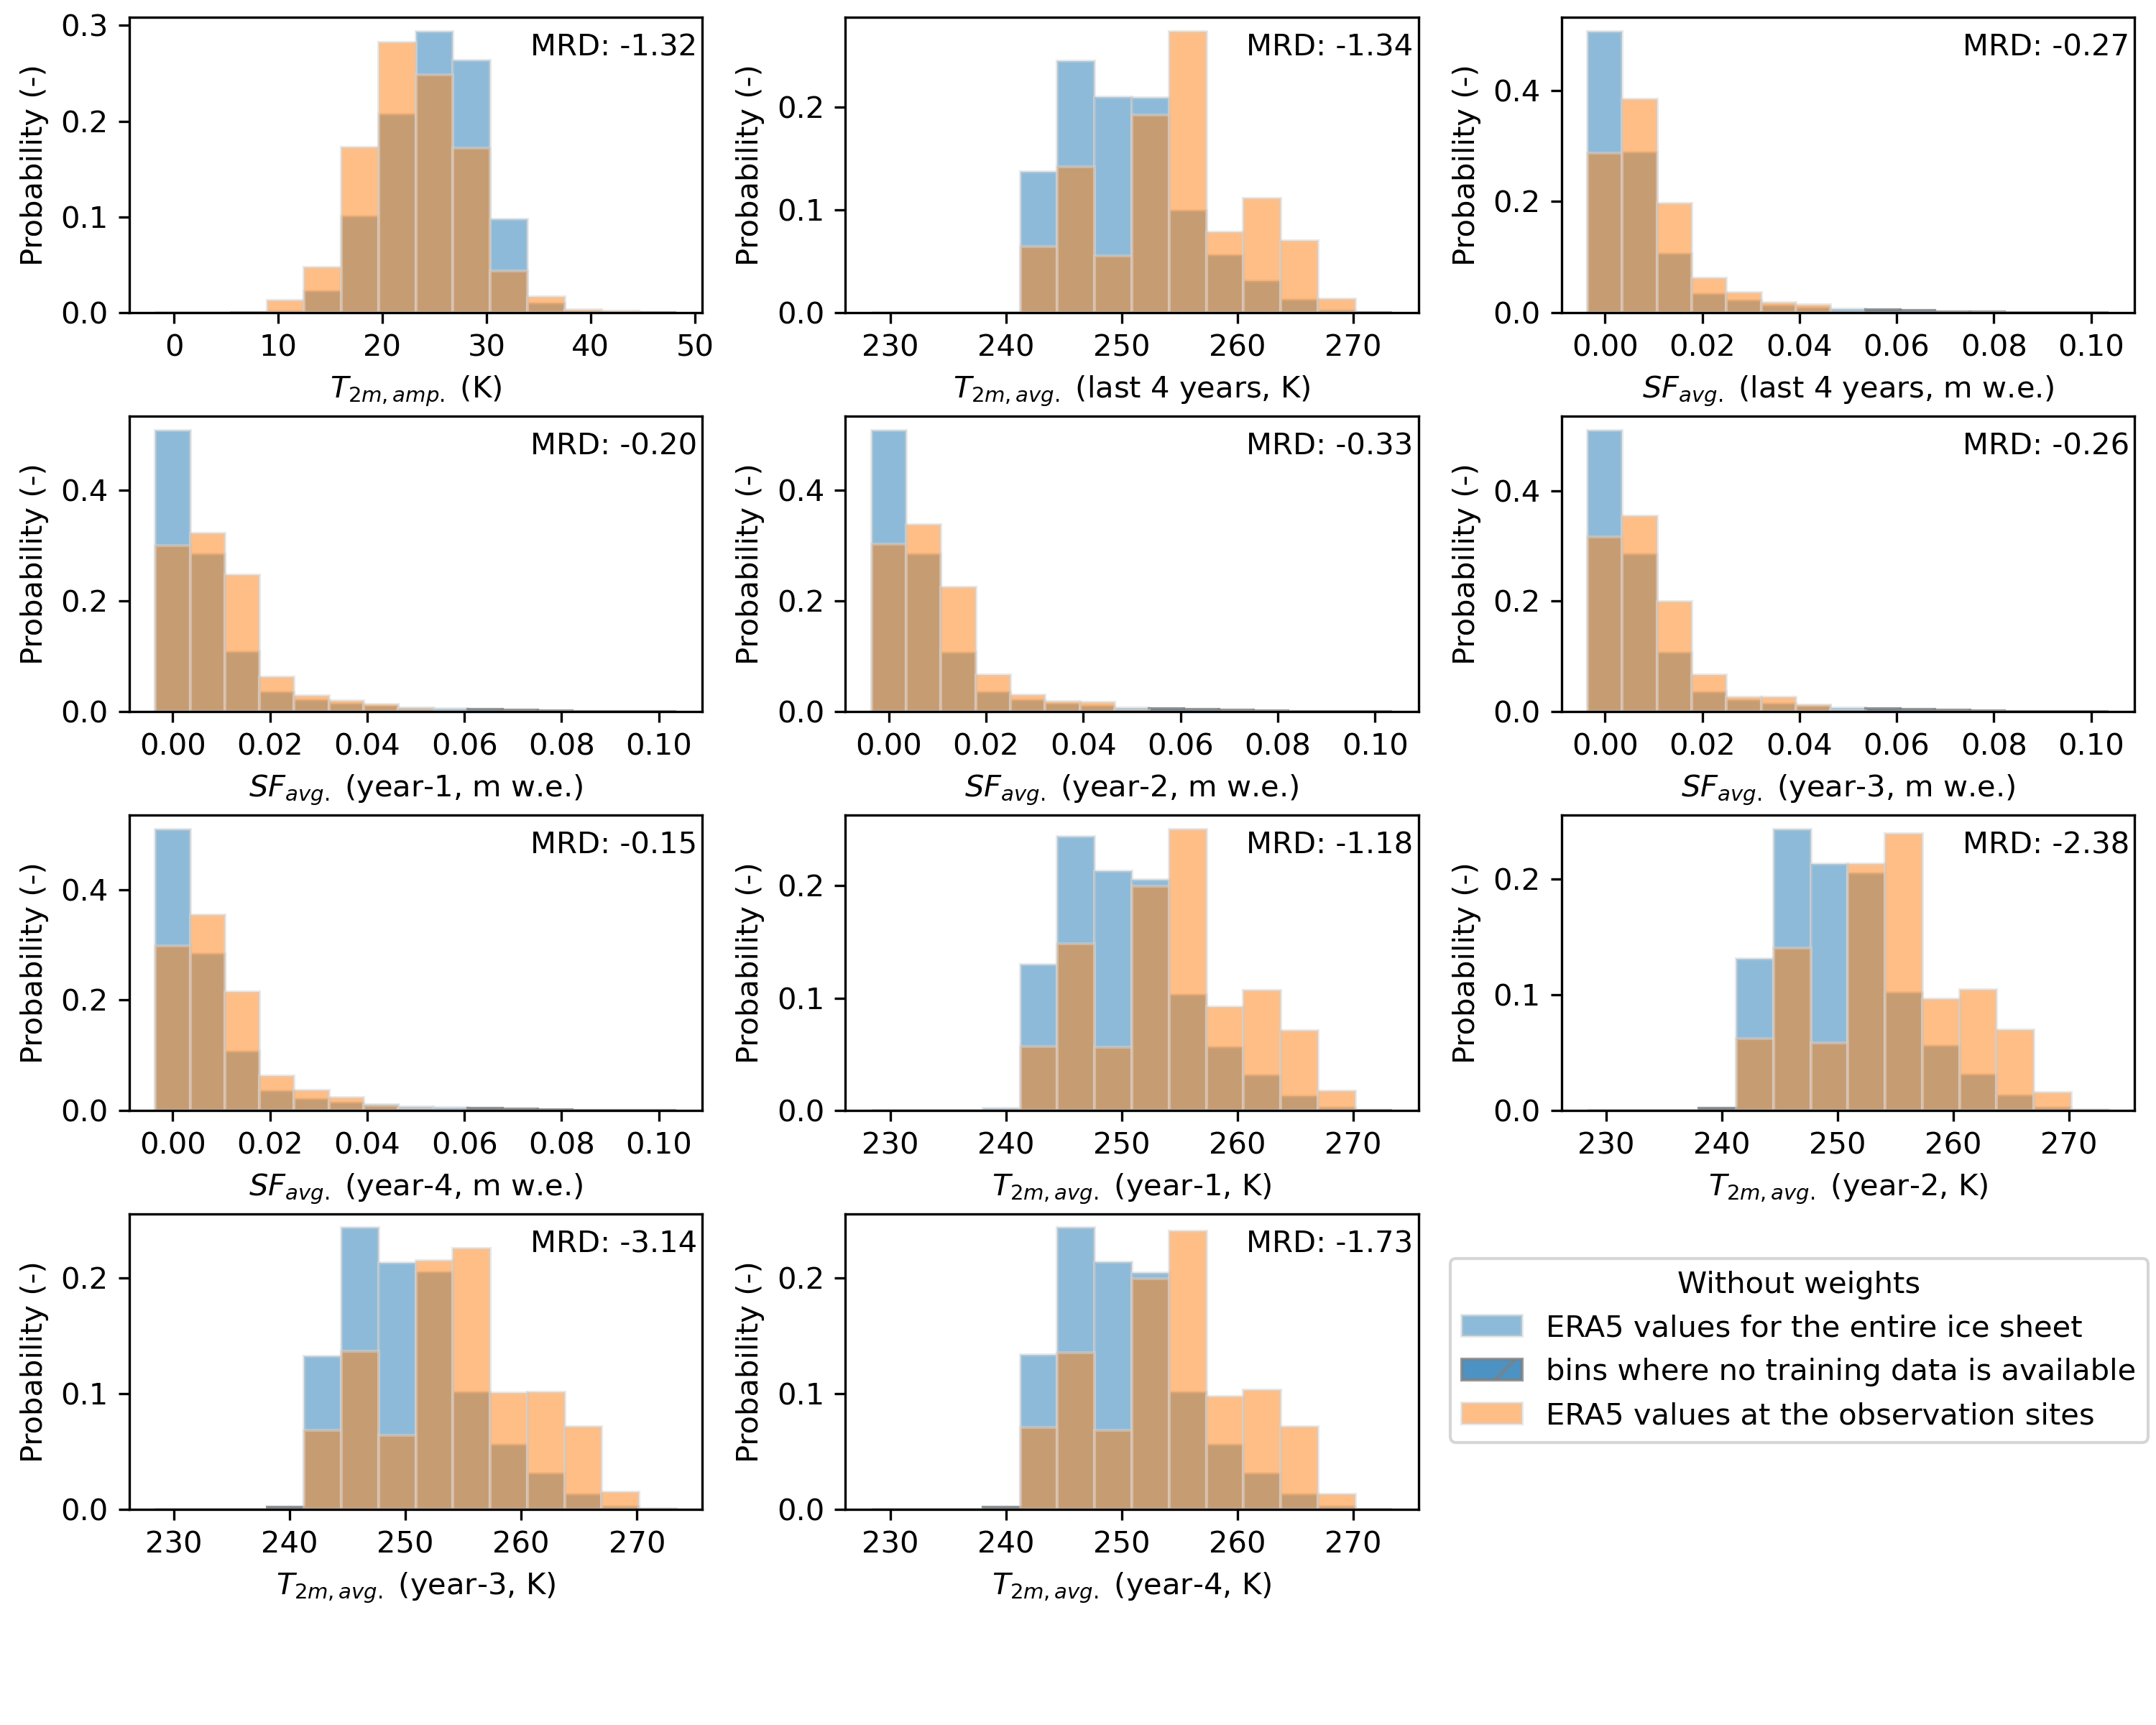 MRD: -1.32
Probability (-)
0.3
0.2
0.1
0.0
0 10 20 30 40 50
T2m,amp. (K)
MRD: -1.34
Probability (-)
0.2
0.1
0.0
230 240 250 260 270
T2m,avg. (last 4 years, K)
MRD: -0.27
Probability (-)
0.4
0.2
0.0
0.00 0.02 0.04 0.06 0.08 0.10
SFavg. (last 4 years, m w.e.)
MRD: -0.20
Probability (-)
0.4
0.2
0.0
0.00 0.02 0.04 0.06 0.08 0.10
SFavg. (year-1, m w.e.)
MRD: -0.33
Probability (-)
0.4
0.2
0.0
0.00 0.02 0.04 0.06 0.08 0.10
SFavg. (year-2, m w.e.)
MRD: -0.26
Probability (-)
0.4
0.2
0.0
0.00 0.02 0.04 0.06 0.08 0.10
SFavg. (year-3, m w.e.)
MRD: -0.15
Probability (-)
0.4
0.2
0.0
0.00 0.02 0.04 0.06 0.08 0.10
SFavg. (year-4, m w.e.)
MRD: -1.18
Probability (-)
0.2
0.1
0.0
230 240 250 260 270
T2m,avg. (year-1, K)
MRD: -2.38
Probability (-)
0.2
0.1
0.0
230 240 250 260 270
T2m,avg. (year-2, K)
MRD: -3.14
Probability (-)
0.2
0.1
0.0
230 240 250 260 270
T2m,avg. (year-3, K)
MRD: -1.73
Probability (-)
0.2
0.1
0.0
230 240 250 260 270
T2m,avg. (year-4, K)
Without weights
ERA5 values for the entire ice sheet
bins where no training data is available
ERA5 values at the observation sites